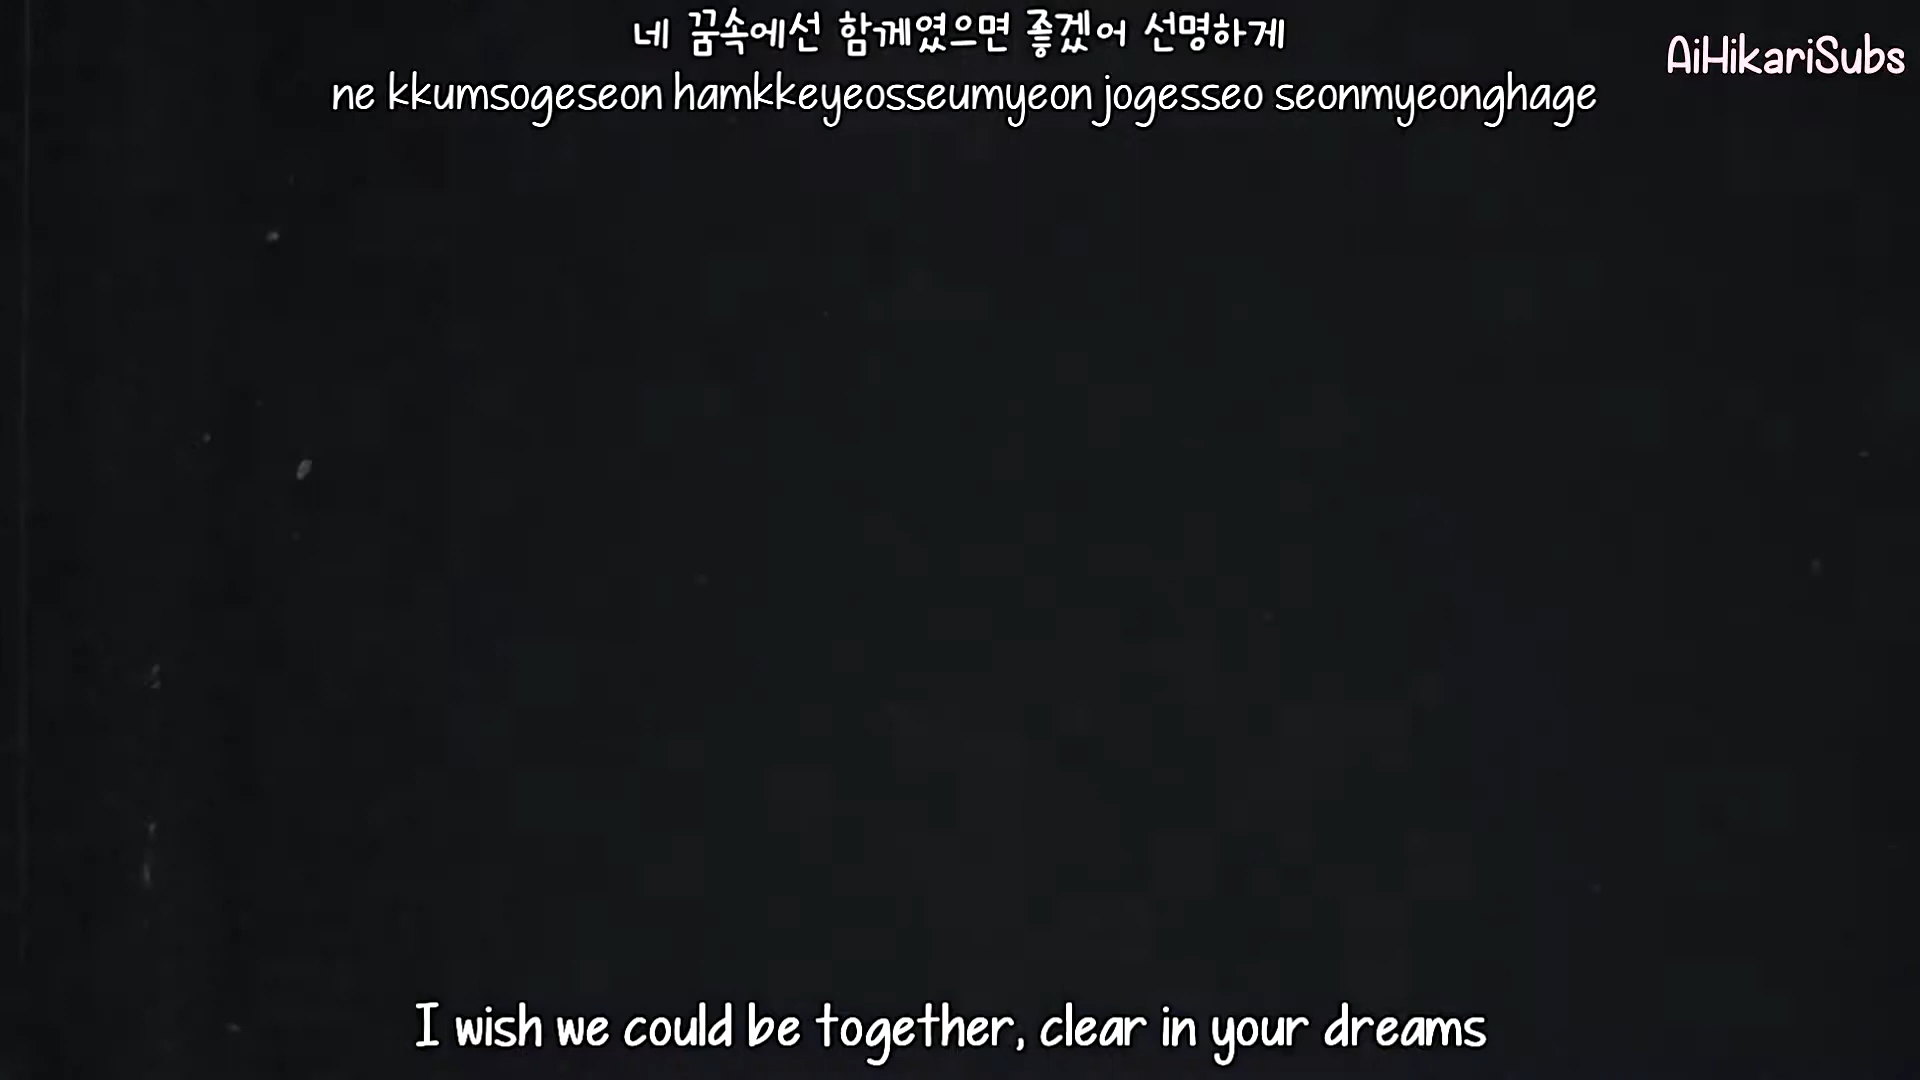 네 꿈속에선 함께였으면 좋겠어 선명하게
AiHikariSubs
ne kkumsogeseon hamkkeyeosseumyeon jogesseo seonmyeonghage
I wish we could be together, clear in your dreams